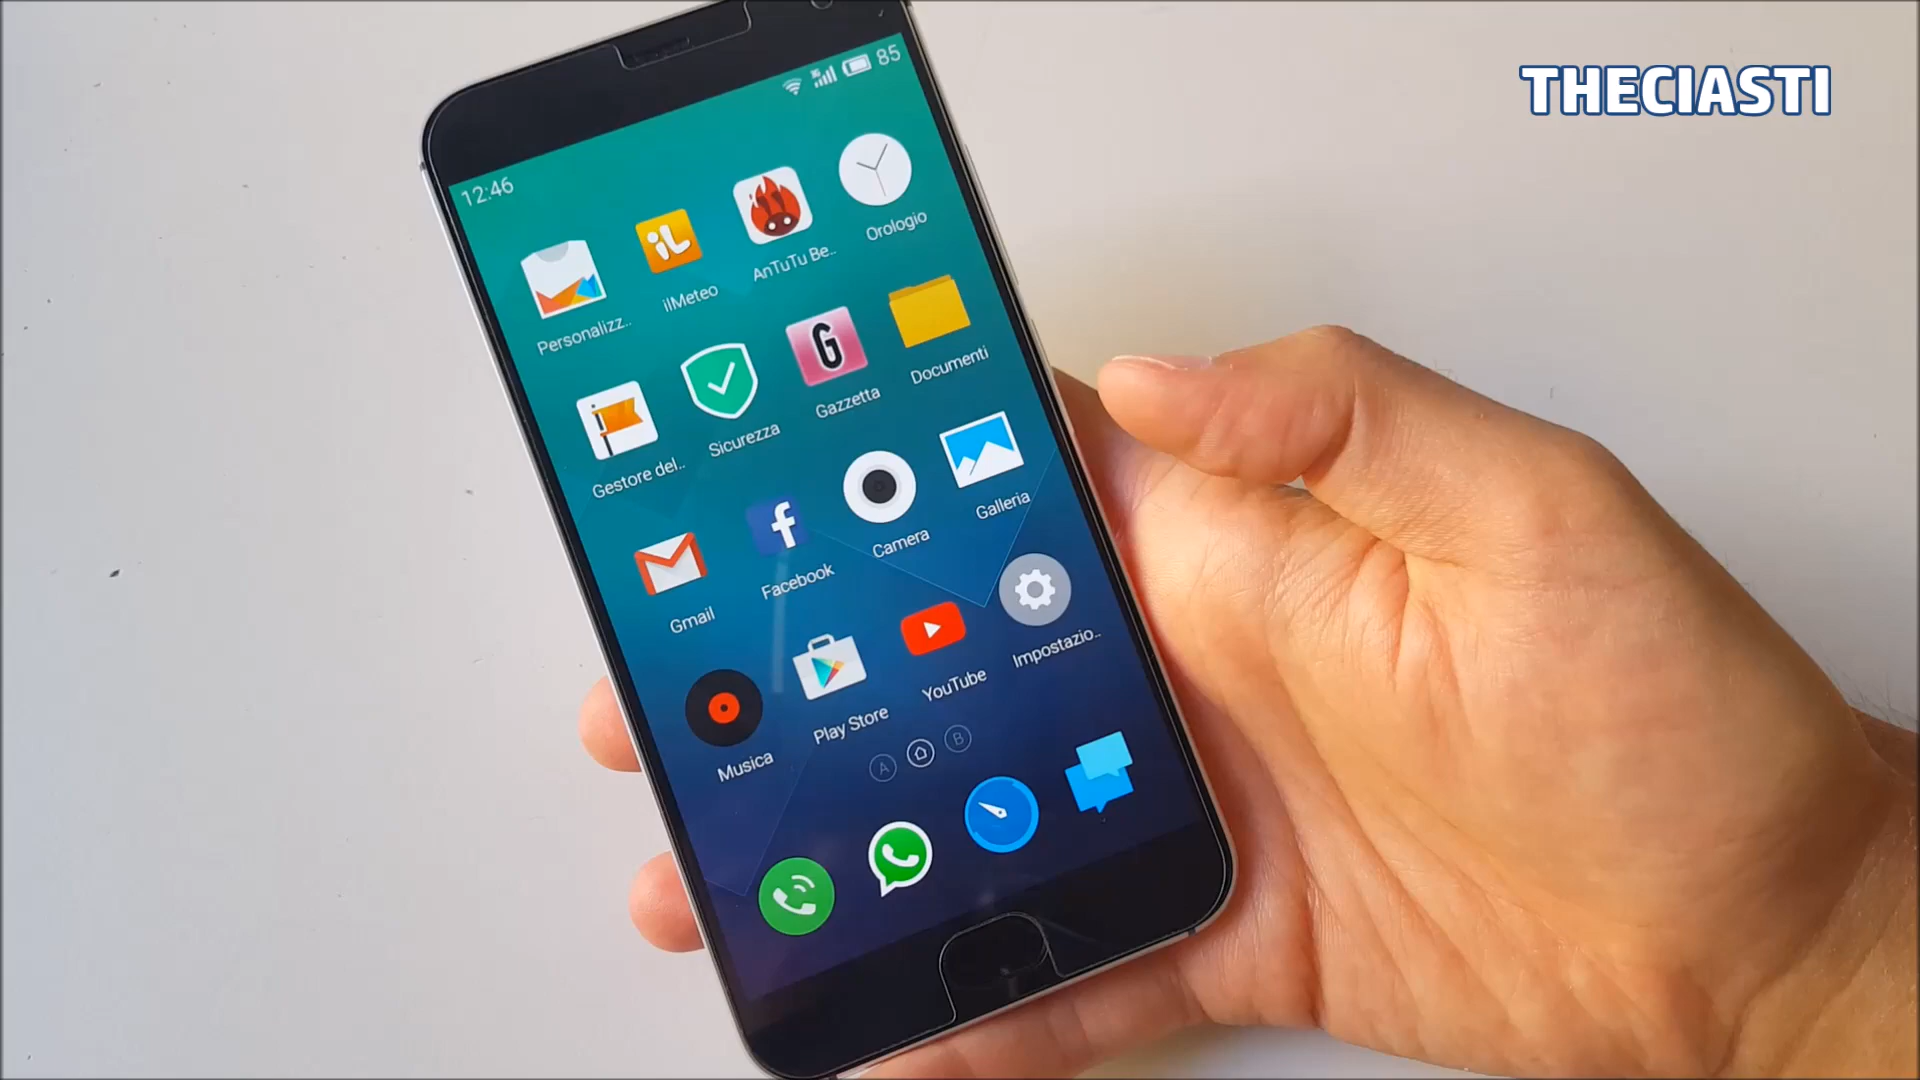 THECIASTI
85
12:46
iL
Personalizz..
ilMeteo
AnTuTu Be..
Orologio
G
Gestore del..
Sicurezza
Gazzetta
Documenti
f
Gmail
Facebook
Camera
Galleria
Musica
Play Store
YouTube
Impostazio..
A
B